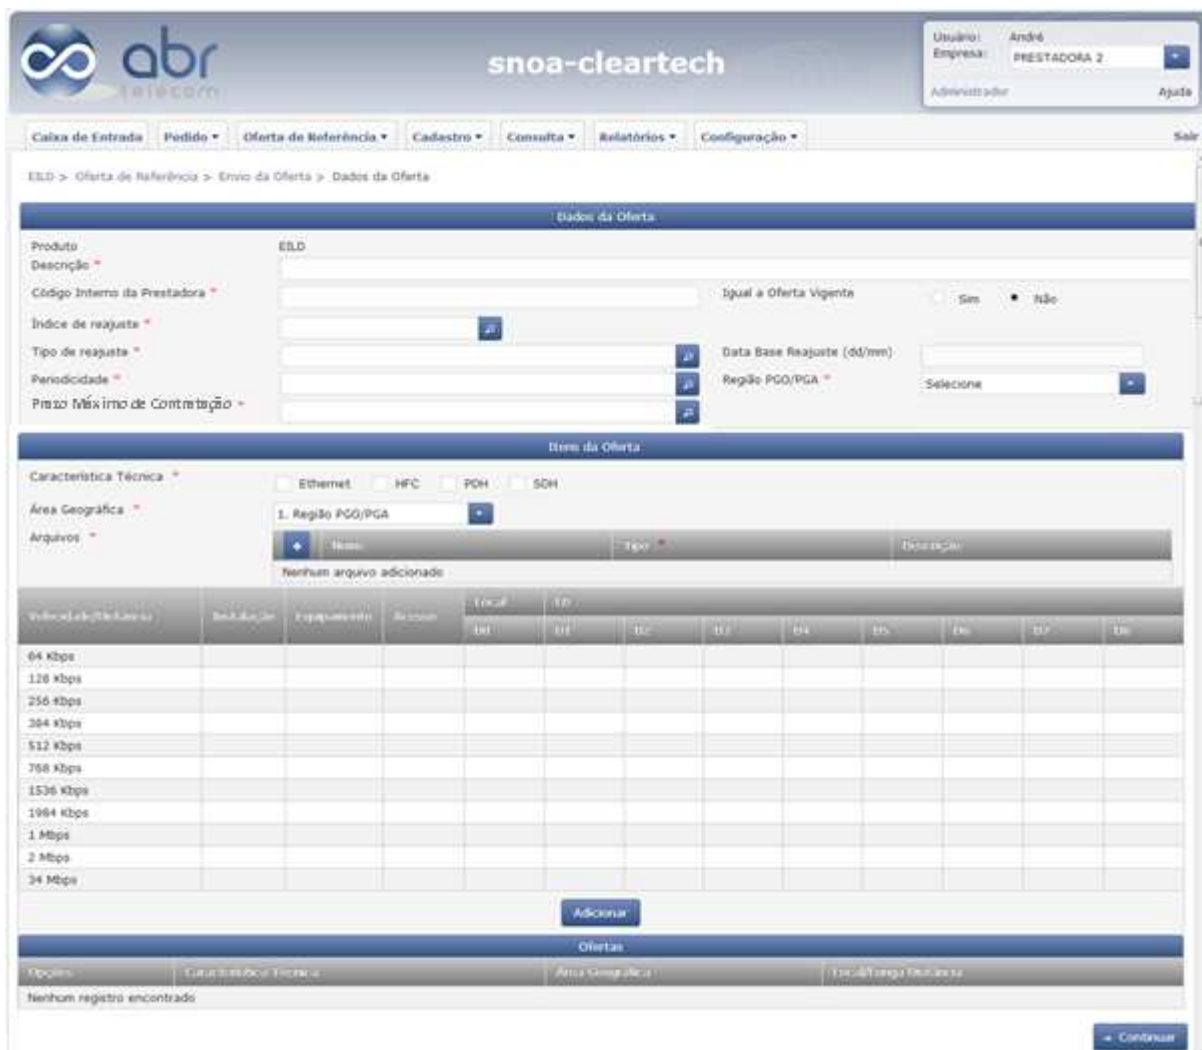 abr
telecom
snoa-cleartech
Usuário: André
Empresa: PRESTADORA 2
Administrador Ajuda
Caixa de Entrada Pedido Oferta de Referência Cadastro Consulta Relatórios Configuração Sair
EILD > Oferta de Referência > Envio da Oferta > Dados da Oferta
Dados da Oferta
Produto EILD
Descrição *
Código Interno da Prestadora * Igual a Oferta Vigente Sim Não
Índice de reajuste *
Tipo de reajuste * Data Base Reajuste (dd/mm)
Periodicidade * Região PGO/PGA * Selecione
Prazo Máximo de Contratação *
Itens da Oferta
Característica Técnica * Ethernet HFC PDH SDH
Área Geográfica * 1. Região PGO/PGA
Arquivos * + Nome Tipo * Descrição
Nenhum arquivo adicionado
Velocidade/Distância Instalação Equipamento Acesso Local LD
D0 D1 D2 D3 D4 D5 D6 D7 D8
64 Kbps
128 Kbps
256 Kbps
384 Kbps
512 Kbps
768 Kbps
1536 Kbps
1984 Kbps
1 Mbps
2 Mbps
34 Mbps
Adicionar
Ofertas
Opções Característica Técnica Área Geográfica Local/Longa Distância
Nenhum registro encontrado
Continuar